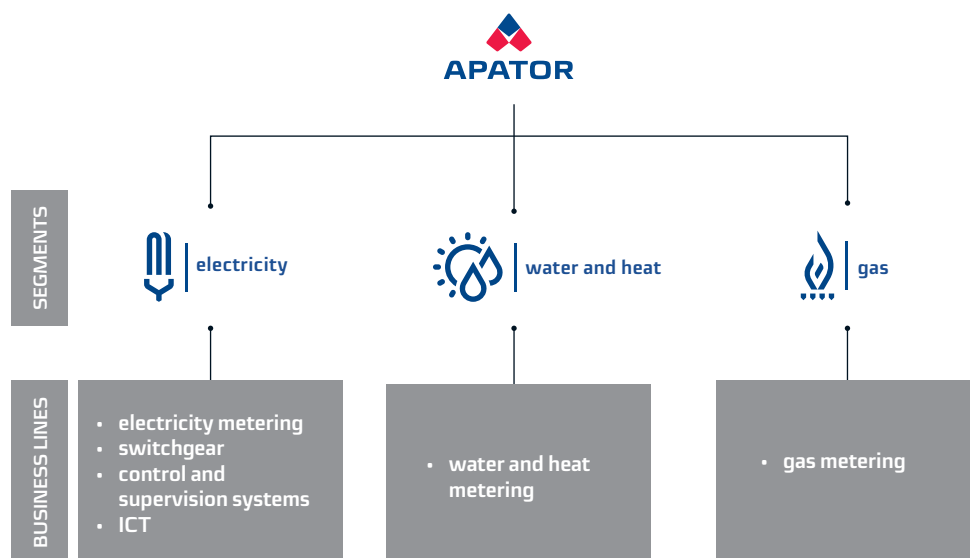 APATOR
SEGMENTS
electricity
water and heat
gas
BUSINESS LINES
• electricity metering
• switchgear
• control and
supervision systems
• ICT
• water and heat
metering
• gas metering